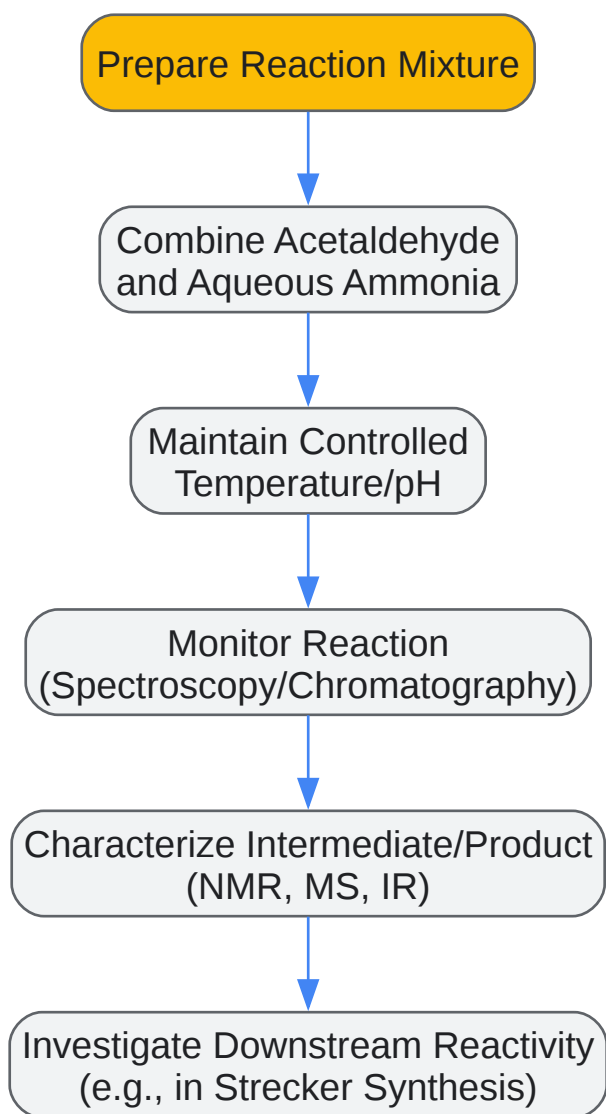 Prepare Reaction Mixture
Combine Acetaldehyde
and Aqueous Ammonia
Maintain Controlled
Temperature/pH
Monitor Reaction
(Spectroscopy/Chromatography)
Characterize Intermediate/Product
(NMR, MS, IR)
Investigate Downstream Reactivity
(e.g., in Strecker Synthesis)